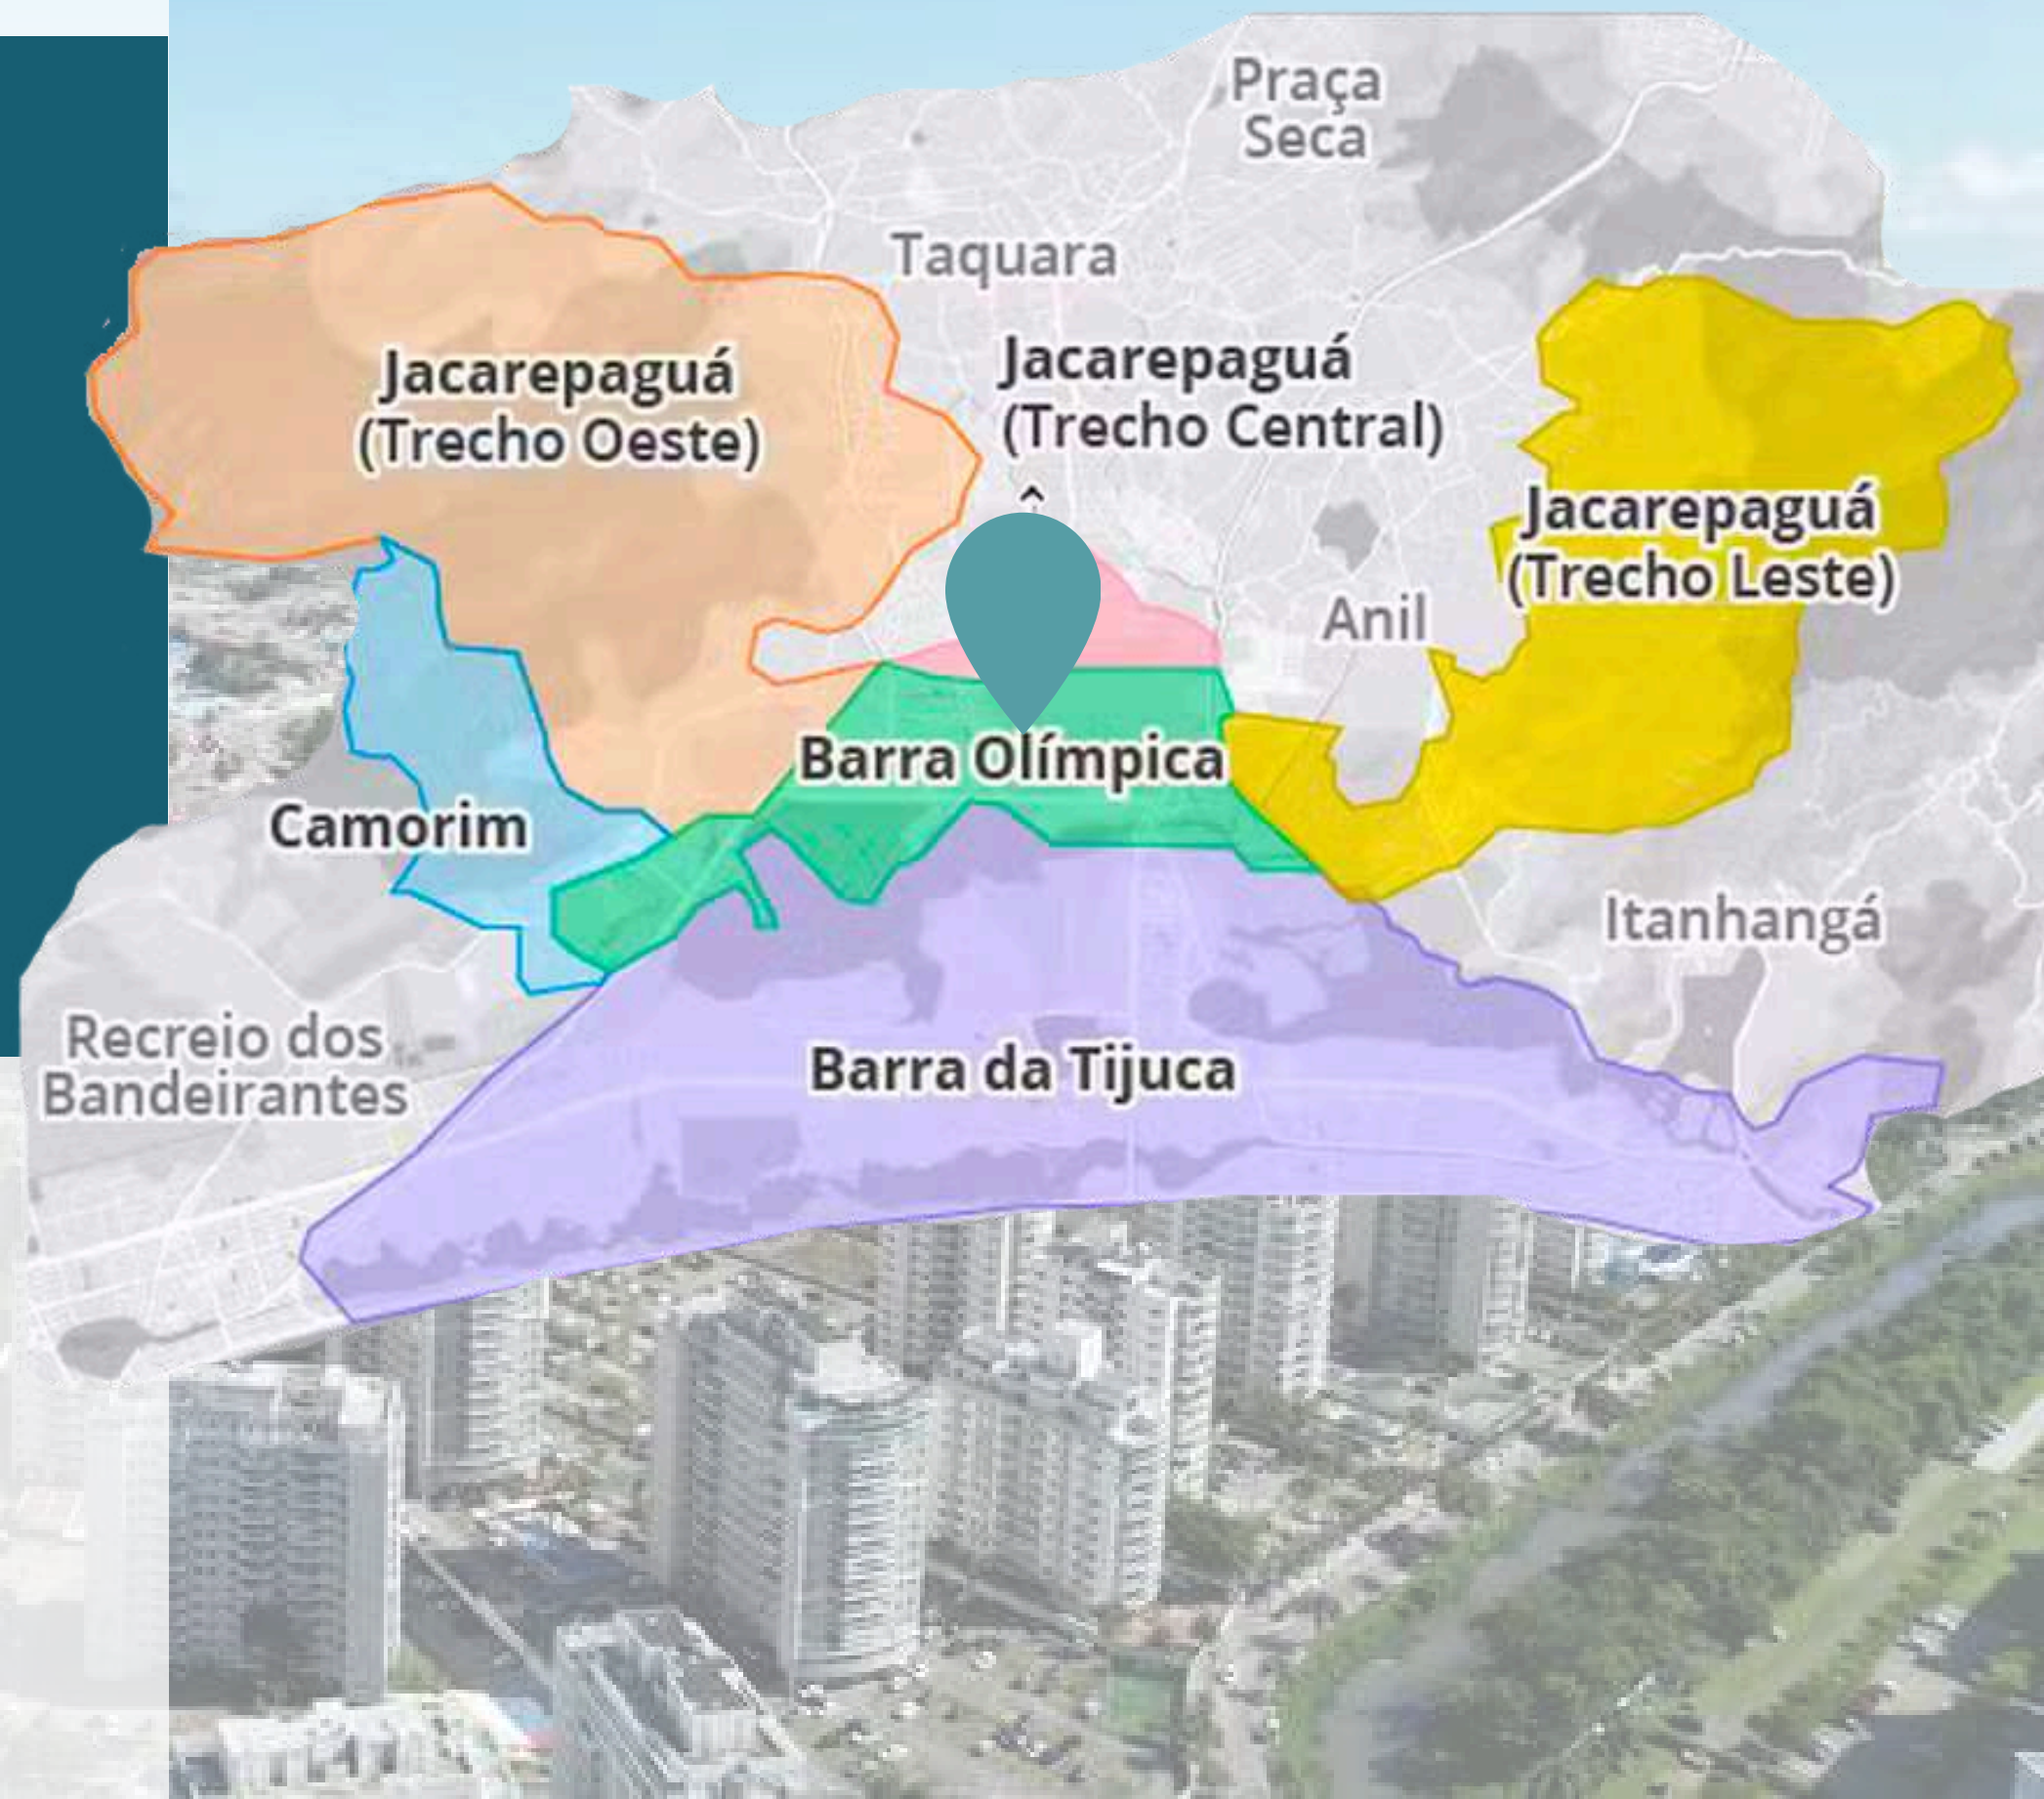 Praça
Seca
Taquara
Jacarepaguá
(Trecho Oeste)
Jacarepaguá
(Trecho Central)
^
Jacarepaguá
(Trecho Leste)
Anil
Barra Olímpica
Camorim
Itanhangá
Recreio dos
Bandeirantes
Barra da Tijuca